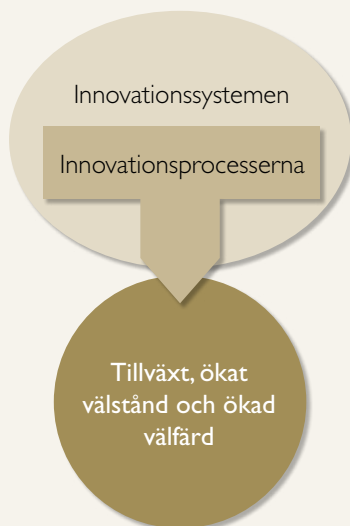 Innovationssystemen
Innovationsprocesserna
Tillväxt, ökat
välstånd och ökad
välfärd